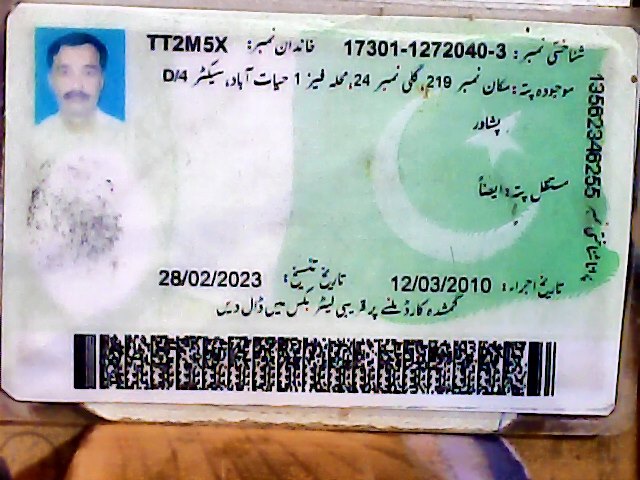 شناختی نمبر: 17301-1272040-3 خاندان نمبر: TT2M5X
موجودہ پتہ: مکان نمبر 219، گلی نمبر 24، محلہ فیز 1 حیات آباد، سیکٹر D/4
پشاور
مستقل پتہ: ایضاً
تاریخ اجراء: 12/03/2010 تاریخ تنسیخ: 28/02/2023
گمشدہ کارڈ ملنے پر قریبی لیٹر بکس میں ڈال دیں
13562346255